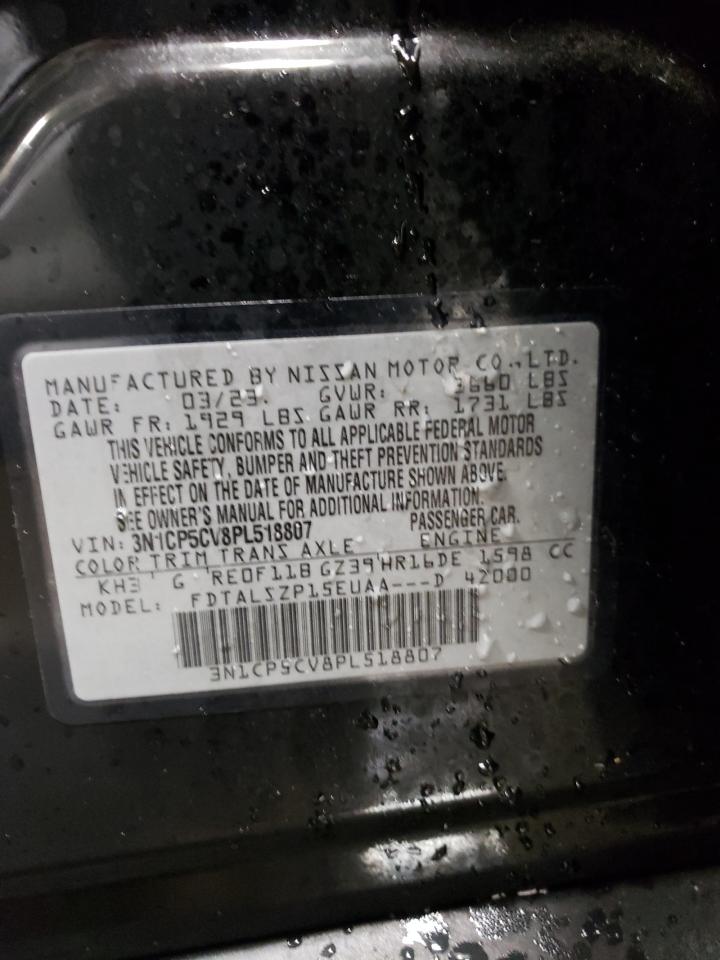 MANUFACTURED BY NISSAN MOTOR CO.,LTD.
DATE: 03/23. GVWR: 3660 LBS
GAWR FR: 1929 LBS GAWR RR: 1731 LBS
THIS VEHICLE CONFORMS TO ALL APPLICABLE FEDERAL MOTOR
VEHICLE SAFETY, BUMPER AND THEFT PREVENTION STANDARDS
IN EFFECT ON THE DATE OF MANUFACTURE SHOWN ABOVE.
SEE OWNER'S MANUAL FOR ADDITIONAL INFORMATION.
VIN: 3N1CP5CV8PL518807 PASSENGER CAR.
COLOR TRIM TRANS AXLE ENGINE
KH3 G RE0F11B GZ39 HR16DE 1598 CC
MODEL: FDTALSZP15EUAA---D 42000
3N1CP5CV8PL518807